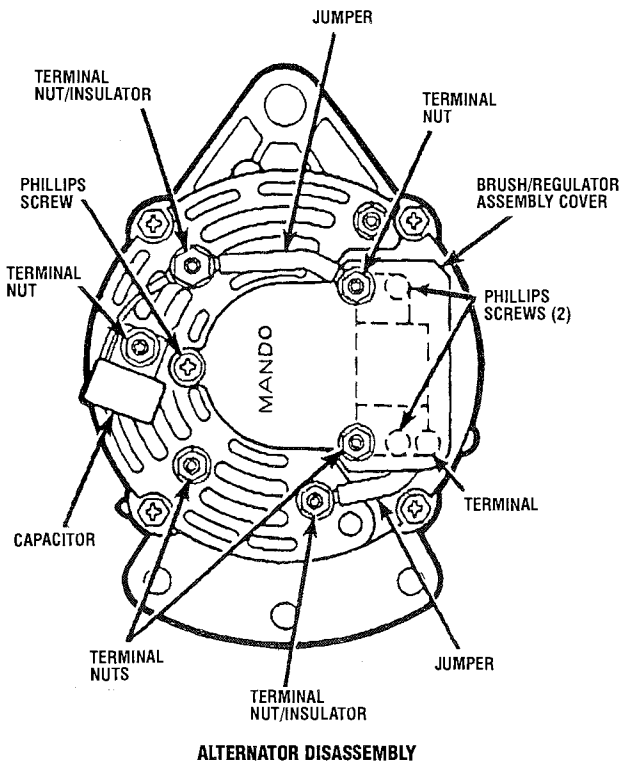 JUMPER
TERMINAL
NUT/INSULATOR
TERMINAL
NUT
PHILLIPS
SCREW
BRUSH/REGULATOR
ASSEMBLY COVER
TERMINAL
NUT
PHILLIPS
SCREWS (2)
MANDO
TERMINAL
CAPACITOR
TERMINAL
NUTS
JUMPER
TERMINAL
NUT/INSULATOR
ALTERNATOR DISASSEMBLY